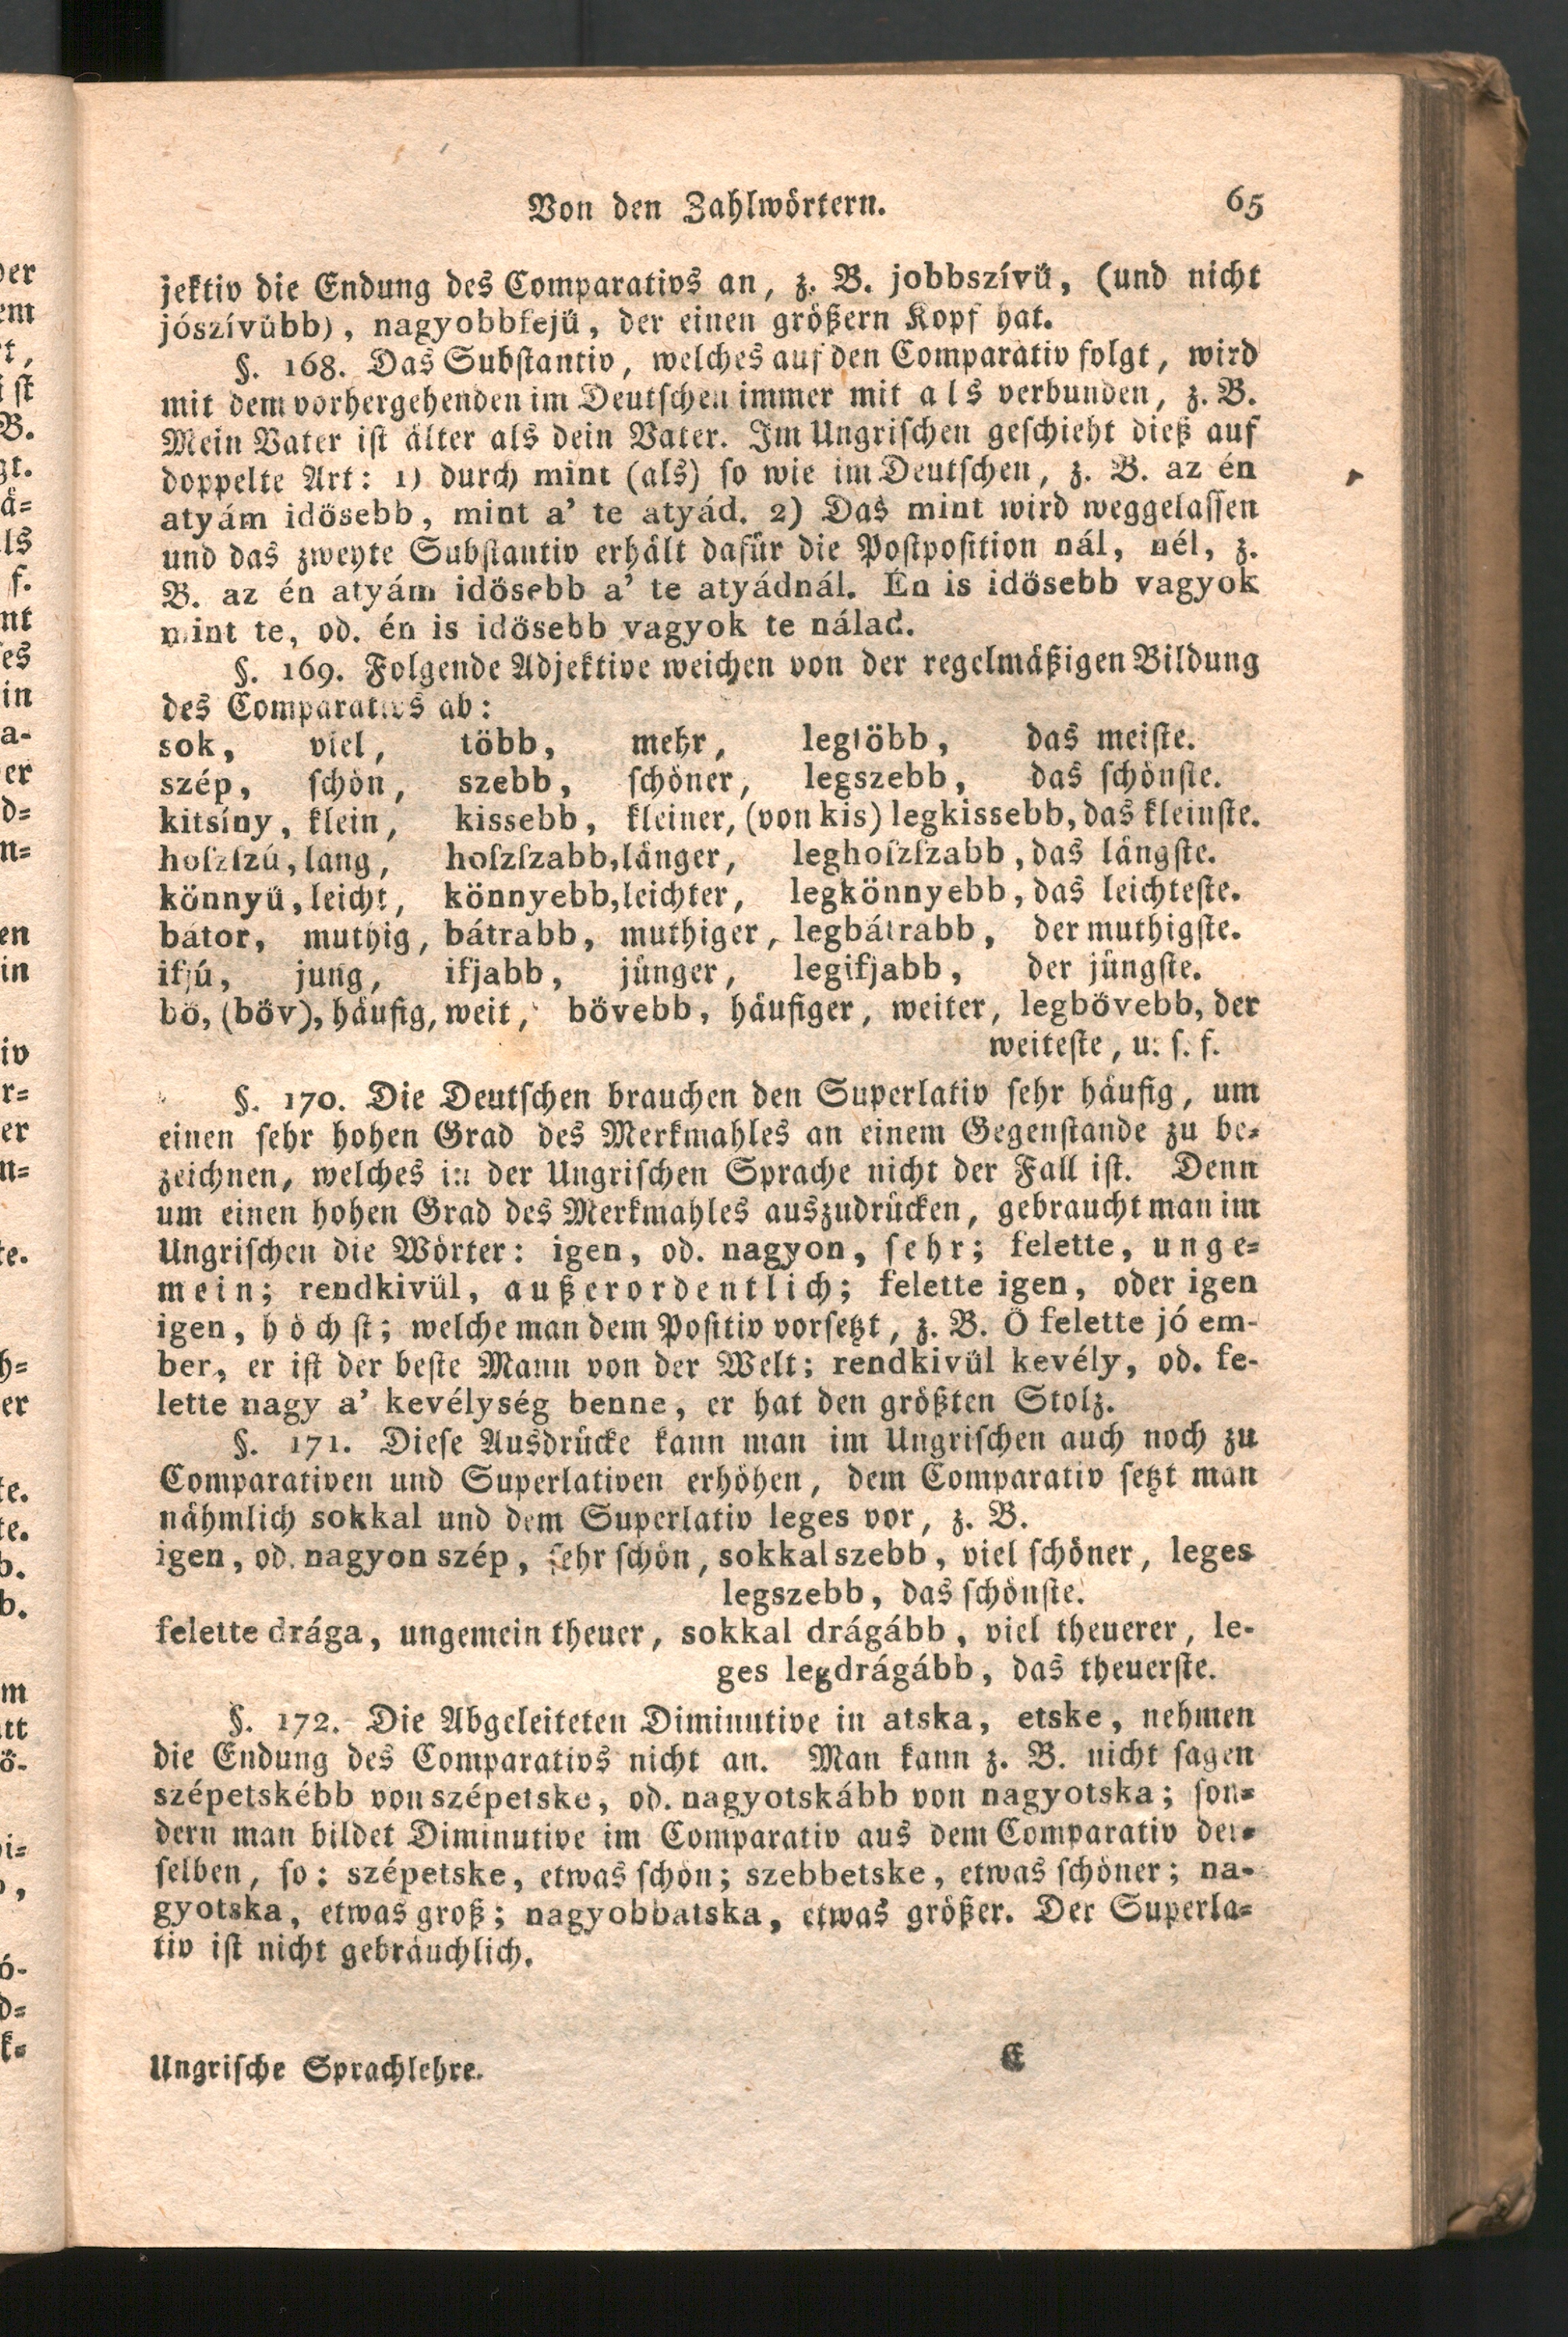 Von den Zahlwörtern. 65
jektiv die Endung des Comparativs an, z. B. jobbszívű, (und nicht
jószívűbb), nagyobbfejű, der einen größern Kopf hat.
§. 168. Das Substantiv, welches auf den Comparativ folgt, wird
mit dem vorhergehenden im Deutschen immer mit als verbunden, z. B.
Mein Vater ist älter als dein Vater. Im Ungrischen geschieht dieß auf
doppelte Art: 1) durch mint (als) so wie im Deutschen, z. B. az én
atyám idősebb, mint a' te atyád. 2) Das mint wird weggelassen
und das zweyte Substantiv erhält dafür die Postposition nál, nél, z.
B. az én atyám idősebb a' te atyádnál. Én is idősebb vagyok
mint te, od. én is idősebb vagyok te nálad.
§. 169. Folgende Adjektive weichen von der regelmäßigen Bildung
des Comparativs ab:
sok, viel, több, mehr, legtöbb, das meiste.
szép, schön, szebb, schöner, legszebb, das schönste.
kitsíny, klein, kissebb, kleiner, (von kis) legkissebb, das kleinste.
hoſzſzú, lang, hoſzſzabb, länger, leghoſzſzabb, das längste.
könnyű, leicht, könnyebb, leichter, legkönnyebb, das leichteste.
bátor, muthig, bátrabb, muthiger, legbátrabb, der muthigste.
ifjú, jung, ifjabb, jünger, legifjabb, der jüngste.
bő, (bőv), häufig, weit, bővebb, häufiger, weiter, legbővebb, der
weiteste, u. s. f.
§. 170. Die Deutschen brauchen den Superlativ sehr häufig, um
einen sehr hohen Grad des Merkmahles an einem Gegenstande zu be-
zeichnen, welches in der Ungrischen Sprache nicht der Fall ist. Denn
um einen hohen Grad des Merkmahles auszudrücken, gebraucht man im
Ungrischen die Wörter: igen, od. nagyon, sehr; felette, unge-
mein; rendkivül, außerordentlich; felette igen, oder igen
igen, höchst; welche man dem Positiv vorsetzt, z. B. Ő felette jó em-
ber, er ist der beste Mann von der Welt; rendkivül kevély, od. fe-
lette nagy a' kevélység benne, er hat den größten Stolz.
§. 171. Diese Ausdrücke kann man im Ungrischen auch noch zu
Comparativen und Superlativen erhöhen, dem Comparativ setzt man
nähmlich sokkal und dem Superlativ leges vor, z. B.
igen, od. nagyon szép, sehr schön, sokkal szebb, viel schöner, leges
legszebb, das schönste.
felette drága, ungemein theuer, sokkal drágább, viel theuerer, le-
ges legdrágább, das theuerste.
§. 172. Die Abgeleiteten Diminutive in atska, etske, nehmen
die Endung des Comparativs nicht an. Man kann z. B. nicht sagen
szépetskébb von szépetske, od. nagyotskább von nagyotska; son-
dern man bildet Diminutive im Comparativ aus dem Comparativ der-
selben, so: szépetske, etwas schön; szebbetske, etwas schöner; na-
gyotska, etwas groß; nagyobbatska, etwas größer. Der Superla-
tiv ist nicht gebräuchlich.
Ungrische Sprachlehre. E